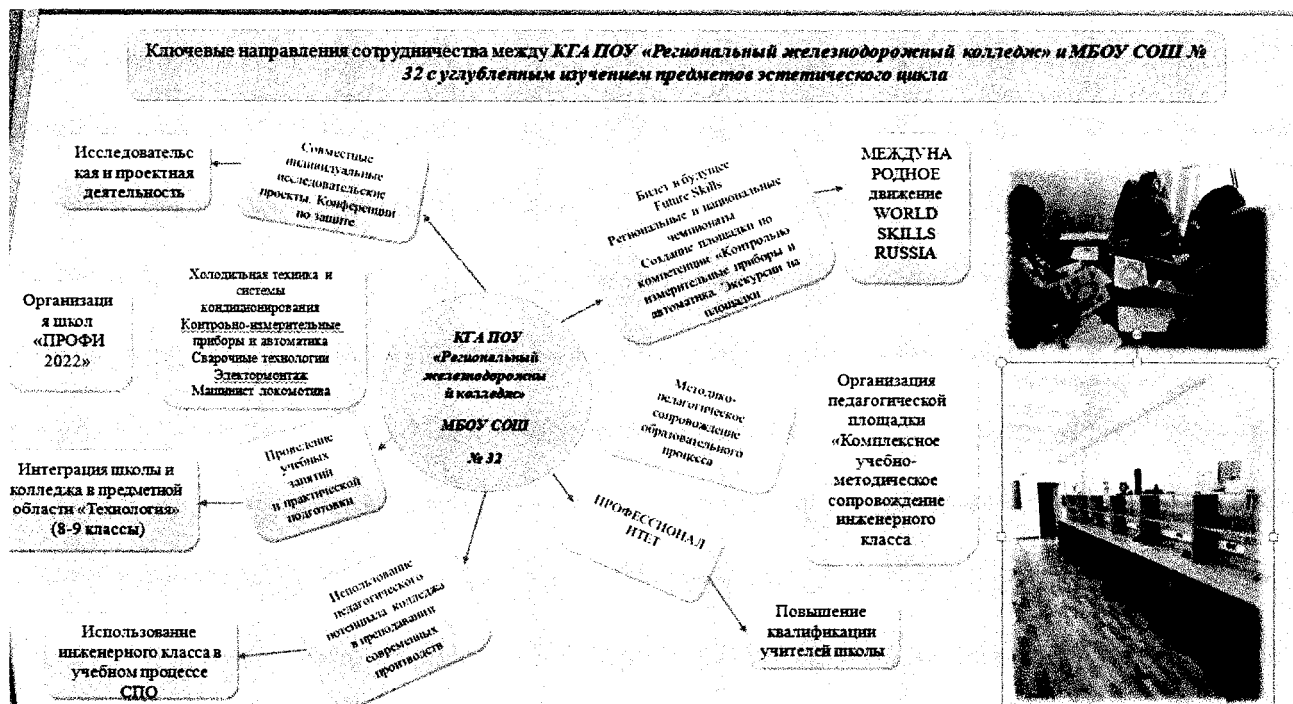 Ключевые направления сотрудничества между КГА ПОУ «Региональный железнодорожный колледж» и МБОУ СОШ №
32 с углубленным изучением предметов эстетического цикла
Исследовательс
кая и проектная
деятельность
Совместные
индивидуальные
исследовательские
проекты. Конференции
по защите
Билет в будущее
Future Skills
Региональные и национальные
чемпионаты
Создание площадки по
компетенции «Контрольно
измерительные приборы и
автоматика. Экскурсии на
площадки
МЕЖДУНА
РОДНОЕ
движение
WORLD
SKILLS
RUSSIA
Организаци
я школ
«ПРОФИ
2022»
Холодильная техника и
системы
кондиционирования
Контроьно-измерительные
приборы и автоматика
Сварочные технологии
Электормонтаж
Машинист локомотива
КГА ПОУ
«Региональный
железнодорожны
й колледж»
МБОУ СОШ
№ 32
Методико-
педагогическое
сопровождение
образовательного
процесса
Организация
педагогической
площадки
«Комплексное
учебно-
методическое
сопровождение
инженерного
класса
Интеграция школы и
колледжа в предметной
области «Технология»
(8-9 классы)
Проведение
учебных
занятий
и практической
подготовки
ПРОФЕССИОНАЛ
ИТЕТ
Использование
инженерного класса в
учебном процессе
СПО
Использование
педагогического
потенциала колледжа
в преподавании
современных
производств
Повышение
квалификации
учителей школы